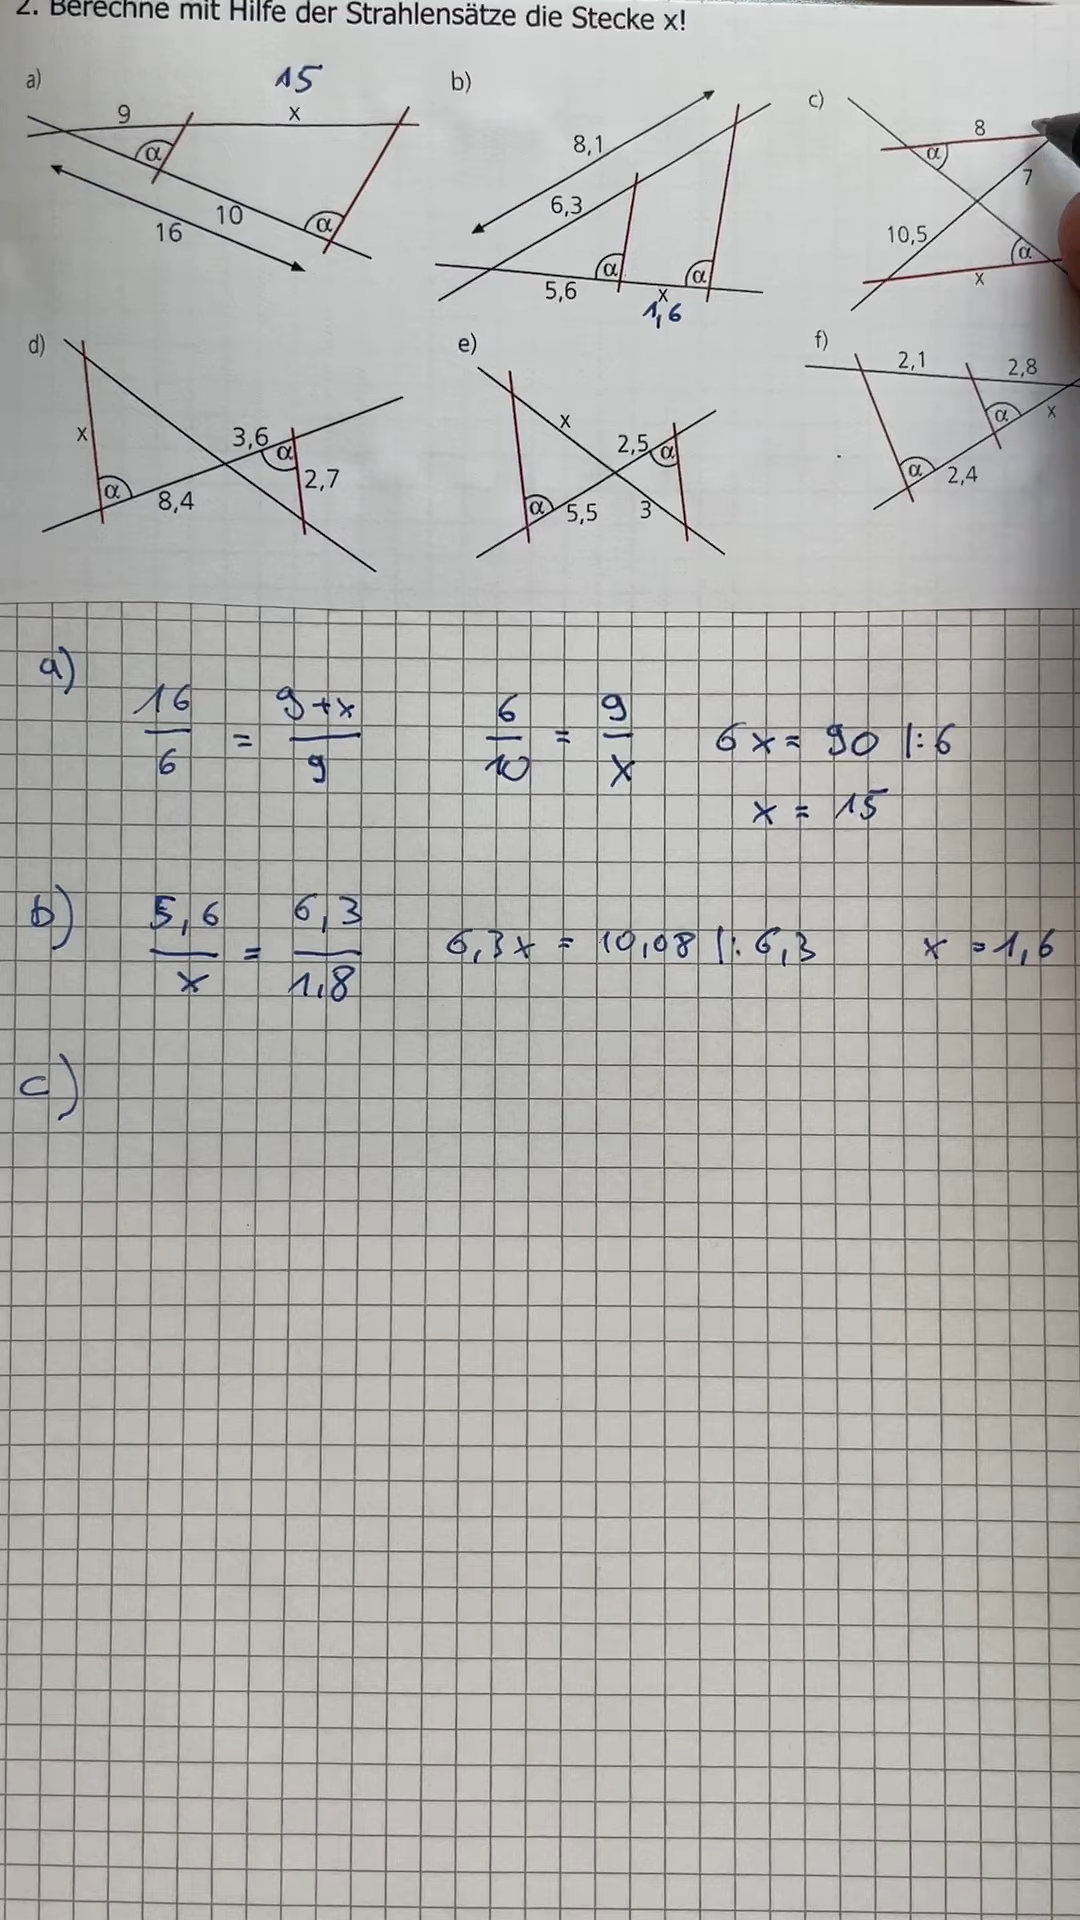 2. Berechne mit Hilfe der Strahlensätze die Stecke x!
a)
15
9
x
α
10
α
16
b)
8,1
6,3
α
α
5,6
x
1,6
c)
8
α
7
10,5
α
x
d)
x
3,6
α
α
2,7
8,4
e)
x
2,5
α
α
5,5
3
f)
2,1
2,8
α
x
α
2,4
a)
16/6 = 9+x/9   6/10 = 9/x   6x = 90 |:6
x = 15
b) 5,6/x = 6,3/1,8   6,3x = 10,08 |: 6,3   x = 1,6
c)